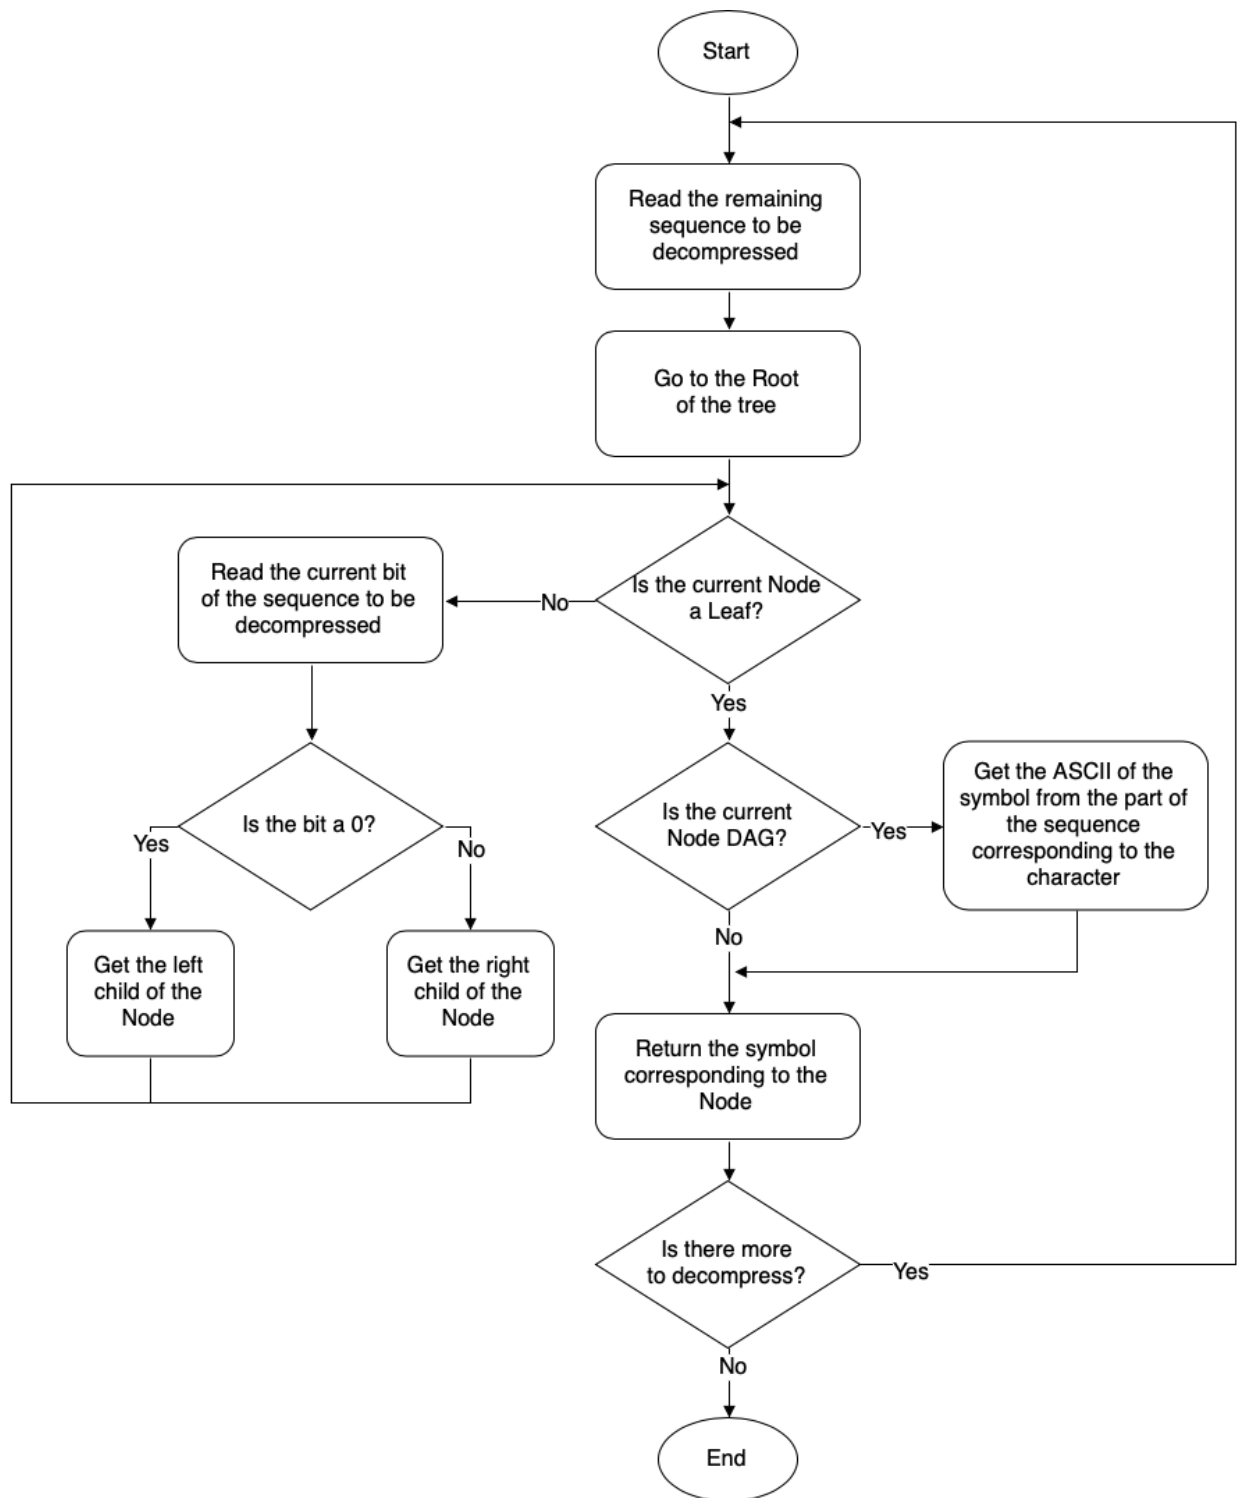 Start
Read the remaining
sequence to be
decompressed
Go to the Root
of the tree
Is the current Node
a Leaf?
No
Read the current bit
of the sequence to be
decompressed
Yes
Is the bit a 0?
Yes
No
Get the left
child of the
Node
Get the right
child of the
Node
Is the current
Node DAG?
Yes
Get the ASCII of the
symbol from the part of
the sequence
corresponding to the
character
No
Return the symbol
corresponding to the
Node
Is there more
to decompress?
Yes
No
End